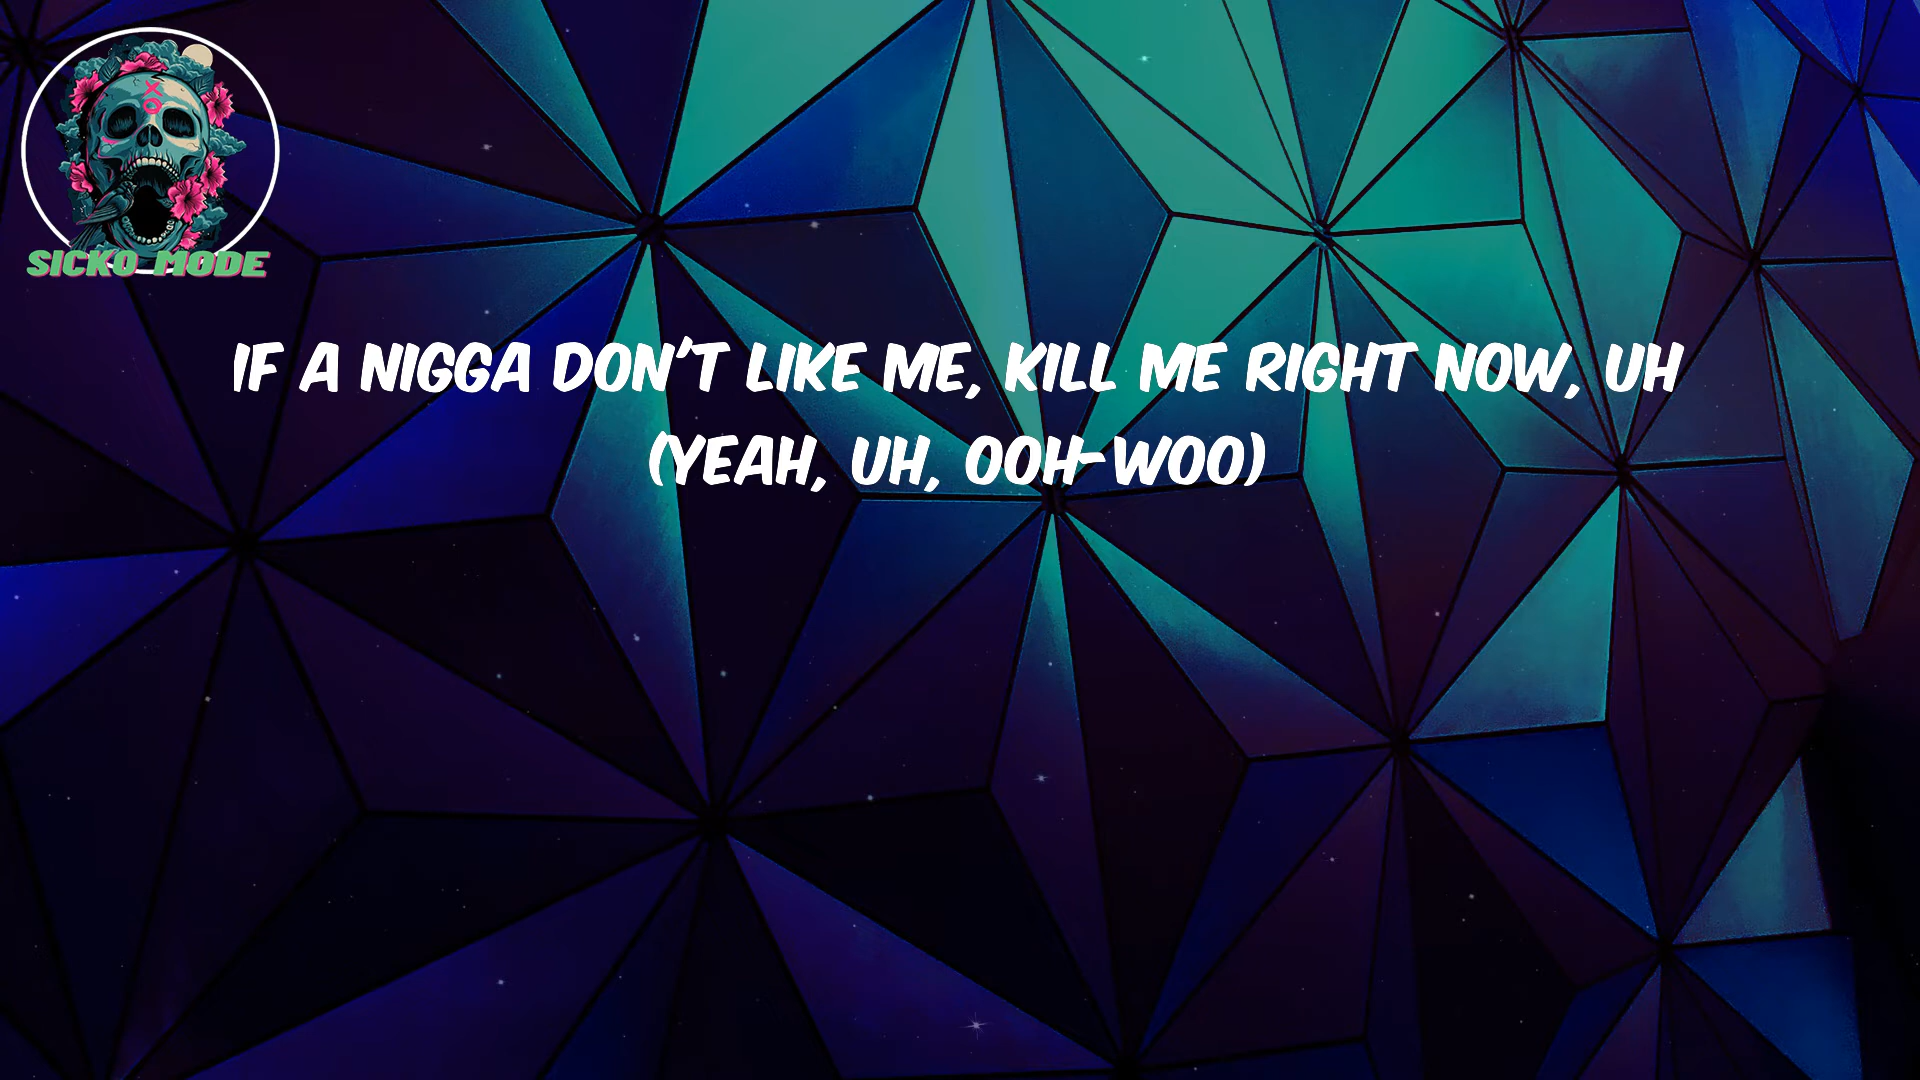 SICKO MODE
IF A NIGGA DON'T LIKE ME, KILL ME RIGHT NOW, UH
(YEAH, UH, OOH-WOO)